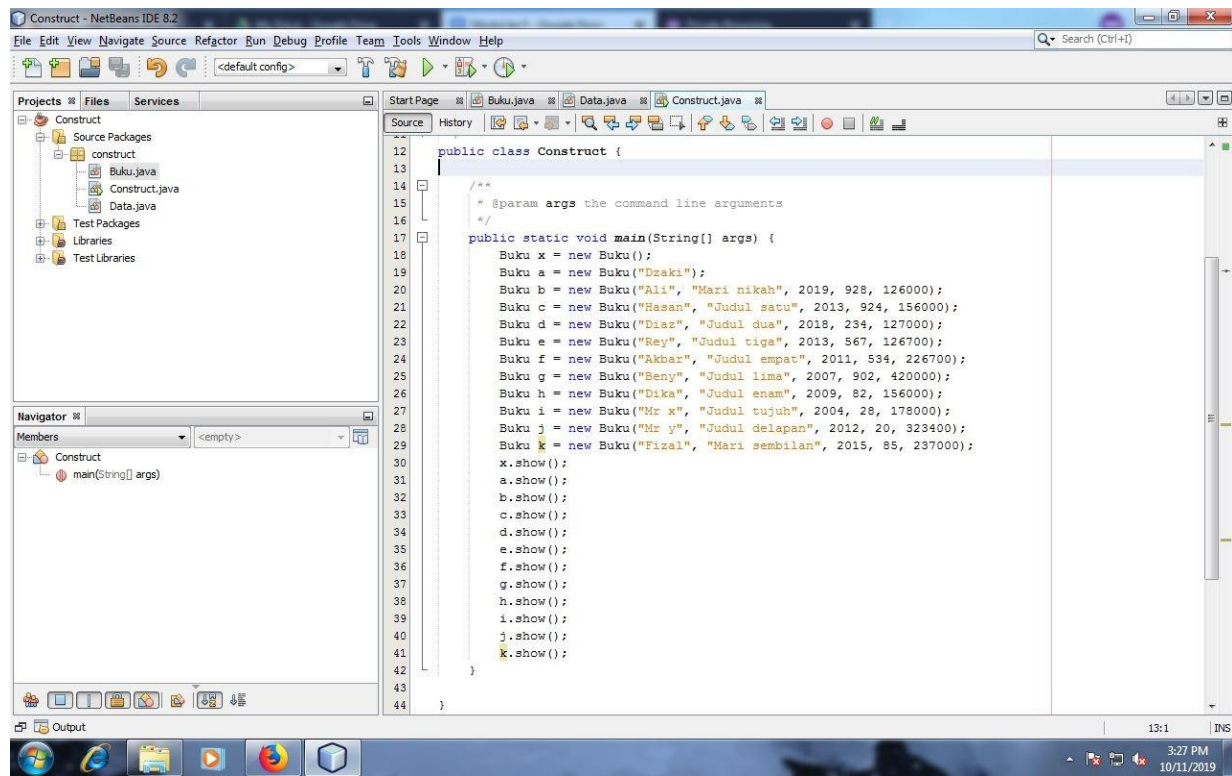 Construct - NetBeans IDE 8.2
File Edit View Navigate Source Refactor Run Debug Profile Team Tools Window Help
Search (Ctrl+I)
<default config>
Projects Files Services
Construct
Source Packages
construct
Buku.java
Construct.java
Data.java
Test Packages
Libraries
Test Libraries
Navigator
Members <empty>
Construct
main(String[] args)
Start Page Buku.java Data.java Construct.java
Source History
12 public class Construct {
13
14 /**
15 * @param args the command line arguments
16 */
17 public static void main(String[] args) {
18 Buku x = new Buku();
19 Buku a = new Buku("Dzaki");
20 Buku b = new Buku("Ali", "Mari nikah", 2019, 928, 126000);
21 Buku c = new Buku("Hasan", "Judul satu", 2013, 924, 156000);
22 Buku d = new Buku("Diaz", "Judul dua", 2018, 234, 127000);
23 Buku e = new Buku("Rey", "Judul tiga", 2013, 567, 126700);
24 Buku f = new Buku("Akbar", "Judul empat", 2011, 534, 226700);
25 Buku g = new Buku("Beny", "Judul lima", 2007, 902, 420000);
26 Buku h = new Buku("Dika", "Judul enam", 2009, 82, 156000);
27 Buku i = new Buku("Mr x", "Judul tujuh", 2004, 28, 178000);
28 Buku j = new Buku("Mr y", "Judul delapan", 2012, 20, 323400);
29 Buku k = new Buku("Fizal", "Mari sembilan", 2015, 85, 237000);
30 x.show();
31 a.show();
32 b.show();
33 c.show();
34 d.show();
35 e.show();
36 f.show();
37 g.show();
38 h.show();
39 i.show();
40 j.show();
41 k.show();
42 }
43
44 }
Output
13:1 INS
3:27 PM
10/11/2019